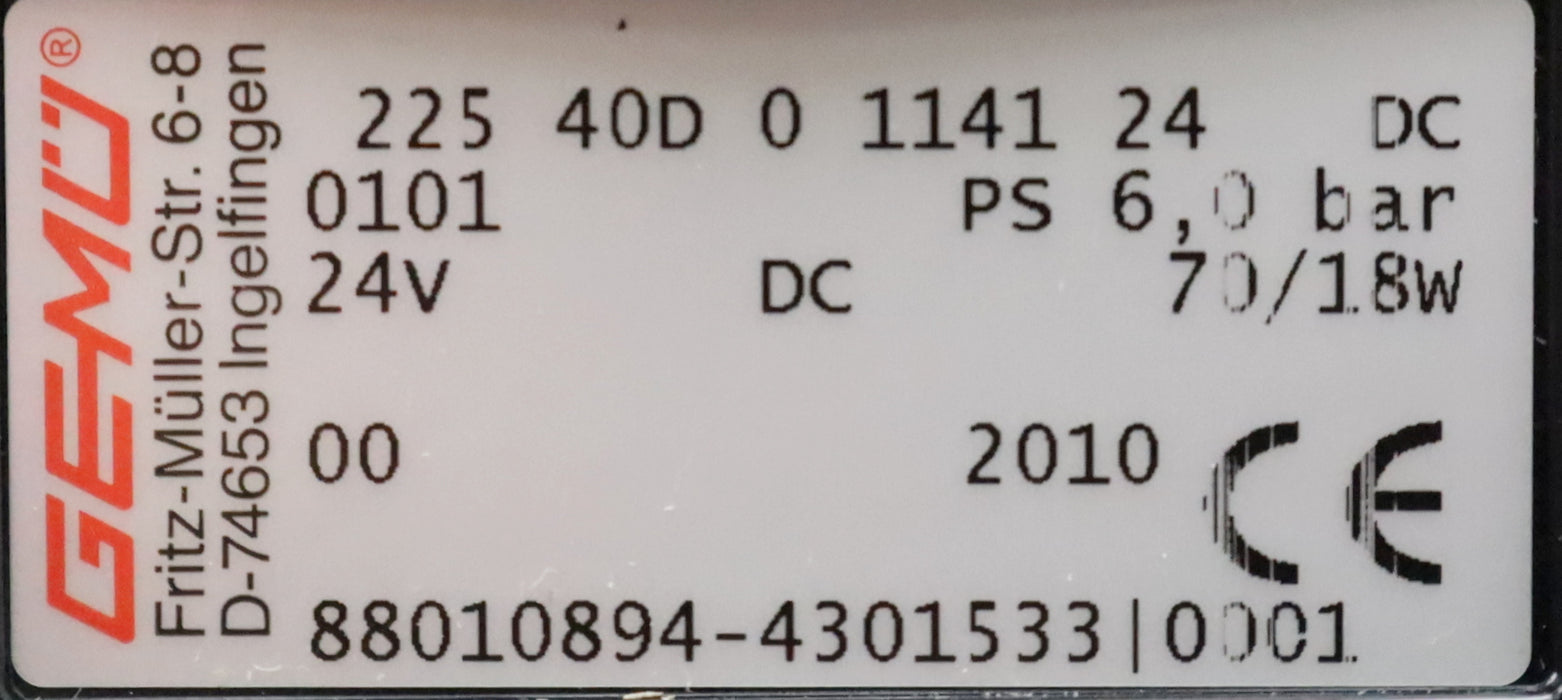 GEMÜ®
Fritz-Müller-Str. 6-8
D-74653 Ingelfingen
225 40D 0 1141 24 DC
0101 PS 6,0 bar
24V DC 70/18W
00 2010 CE
88010894-4301533|0001